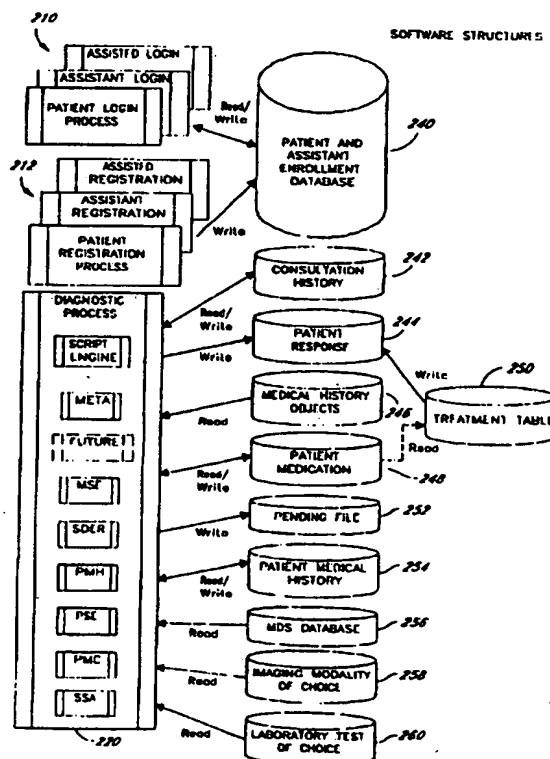 SOFTWARE STRUCTURES
210
ASSISTED LOGIN
ASSISTANT LOGIN
PATIENT LOGIN
PROCESS
Read/
Write
PATIENT AND
ASSISTANT
ENROLLMENT
DATABASE
240
212
ASSISTED
REGISTRATION
ASSISTANT
REGISTRATION
PATIENT
REGISTRATION
PROCESS
Write
DIAGNOSTIC
PROCESS
SCRIPT
ENGINE
META
FUTURE
MSF
SDER
PMH
PSE
PMC
SSA
220
Read/
Write
CONSULTATION
HISTORY
242
Write
PATIENT
RESPONSE
244
Write
250
TREATMENT TABLE
Read
MEDICAL HISTORY
OBJECTS
246
Read
Read/
Write
PATIENT
MEDICATION
248
Write
PENDING FILE
252
Read/
Write
PATIENT MEDICAL
HISTORY
254
Read
MDS DATABASE
256
Read
IMAGING MODALITY
OF CHOICE
258
Read
LABORATORY TEST
OF CHOICE
260